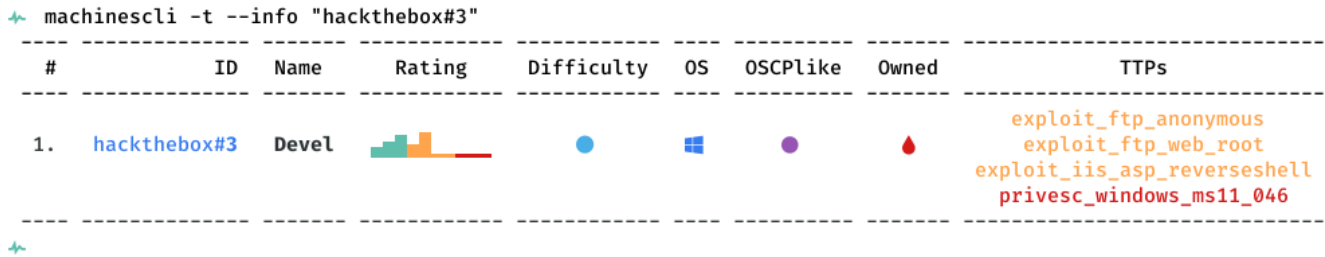 machinescli -t --info "hackthebox#3"
---- -------------- ------- ------------ ------------ ---- ---------- ------- ------------------------------
# ID Name Rating Difficulty OS OSCPlike Owned TTPs
---- -------------- ------- ------------ ------------ ---- ---------- ------- ------------------------------
exploit_ftp_anonymous
1. hackthebox#3 Devel exploit_ftp_web_root
exploit_iis_asp_reverseshell
privesc_windows_ms11_046
---- -------------- ------- ------------ ------------ ---- ---------- ------- ------------------------------